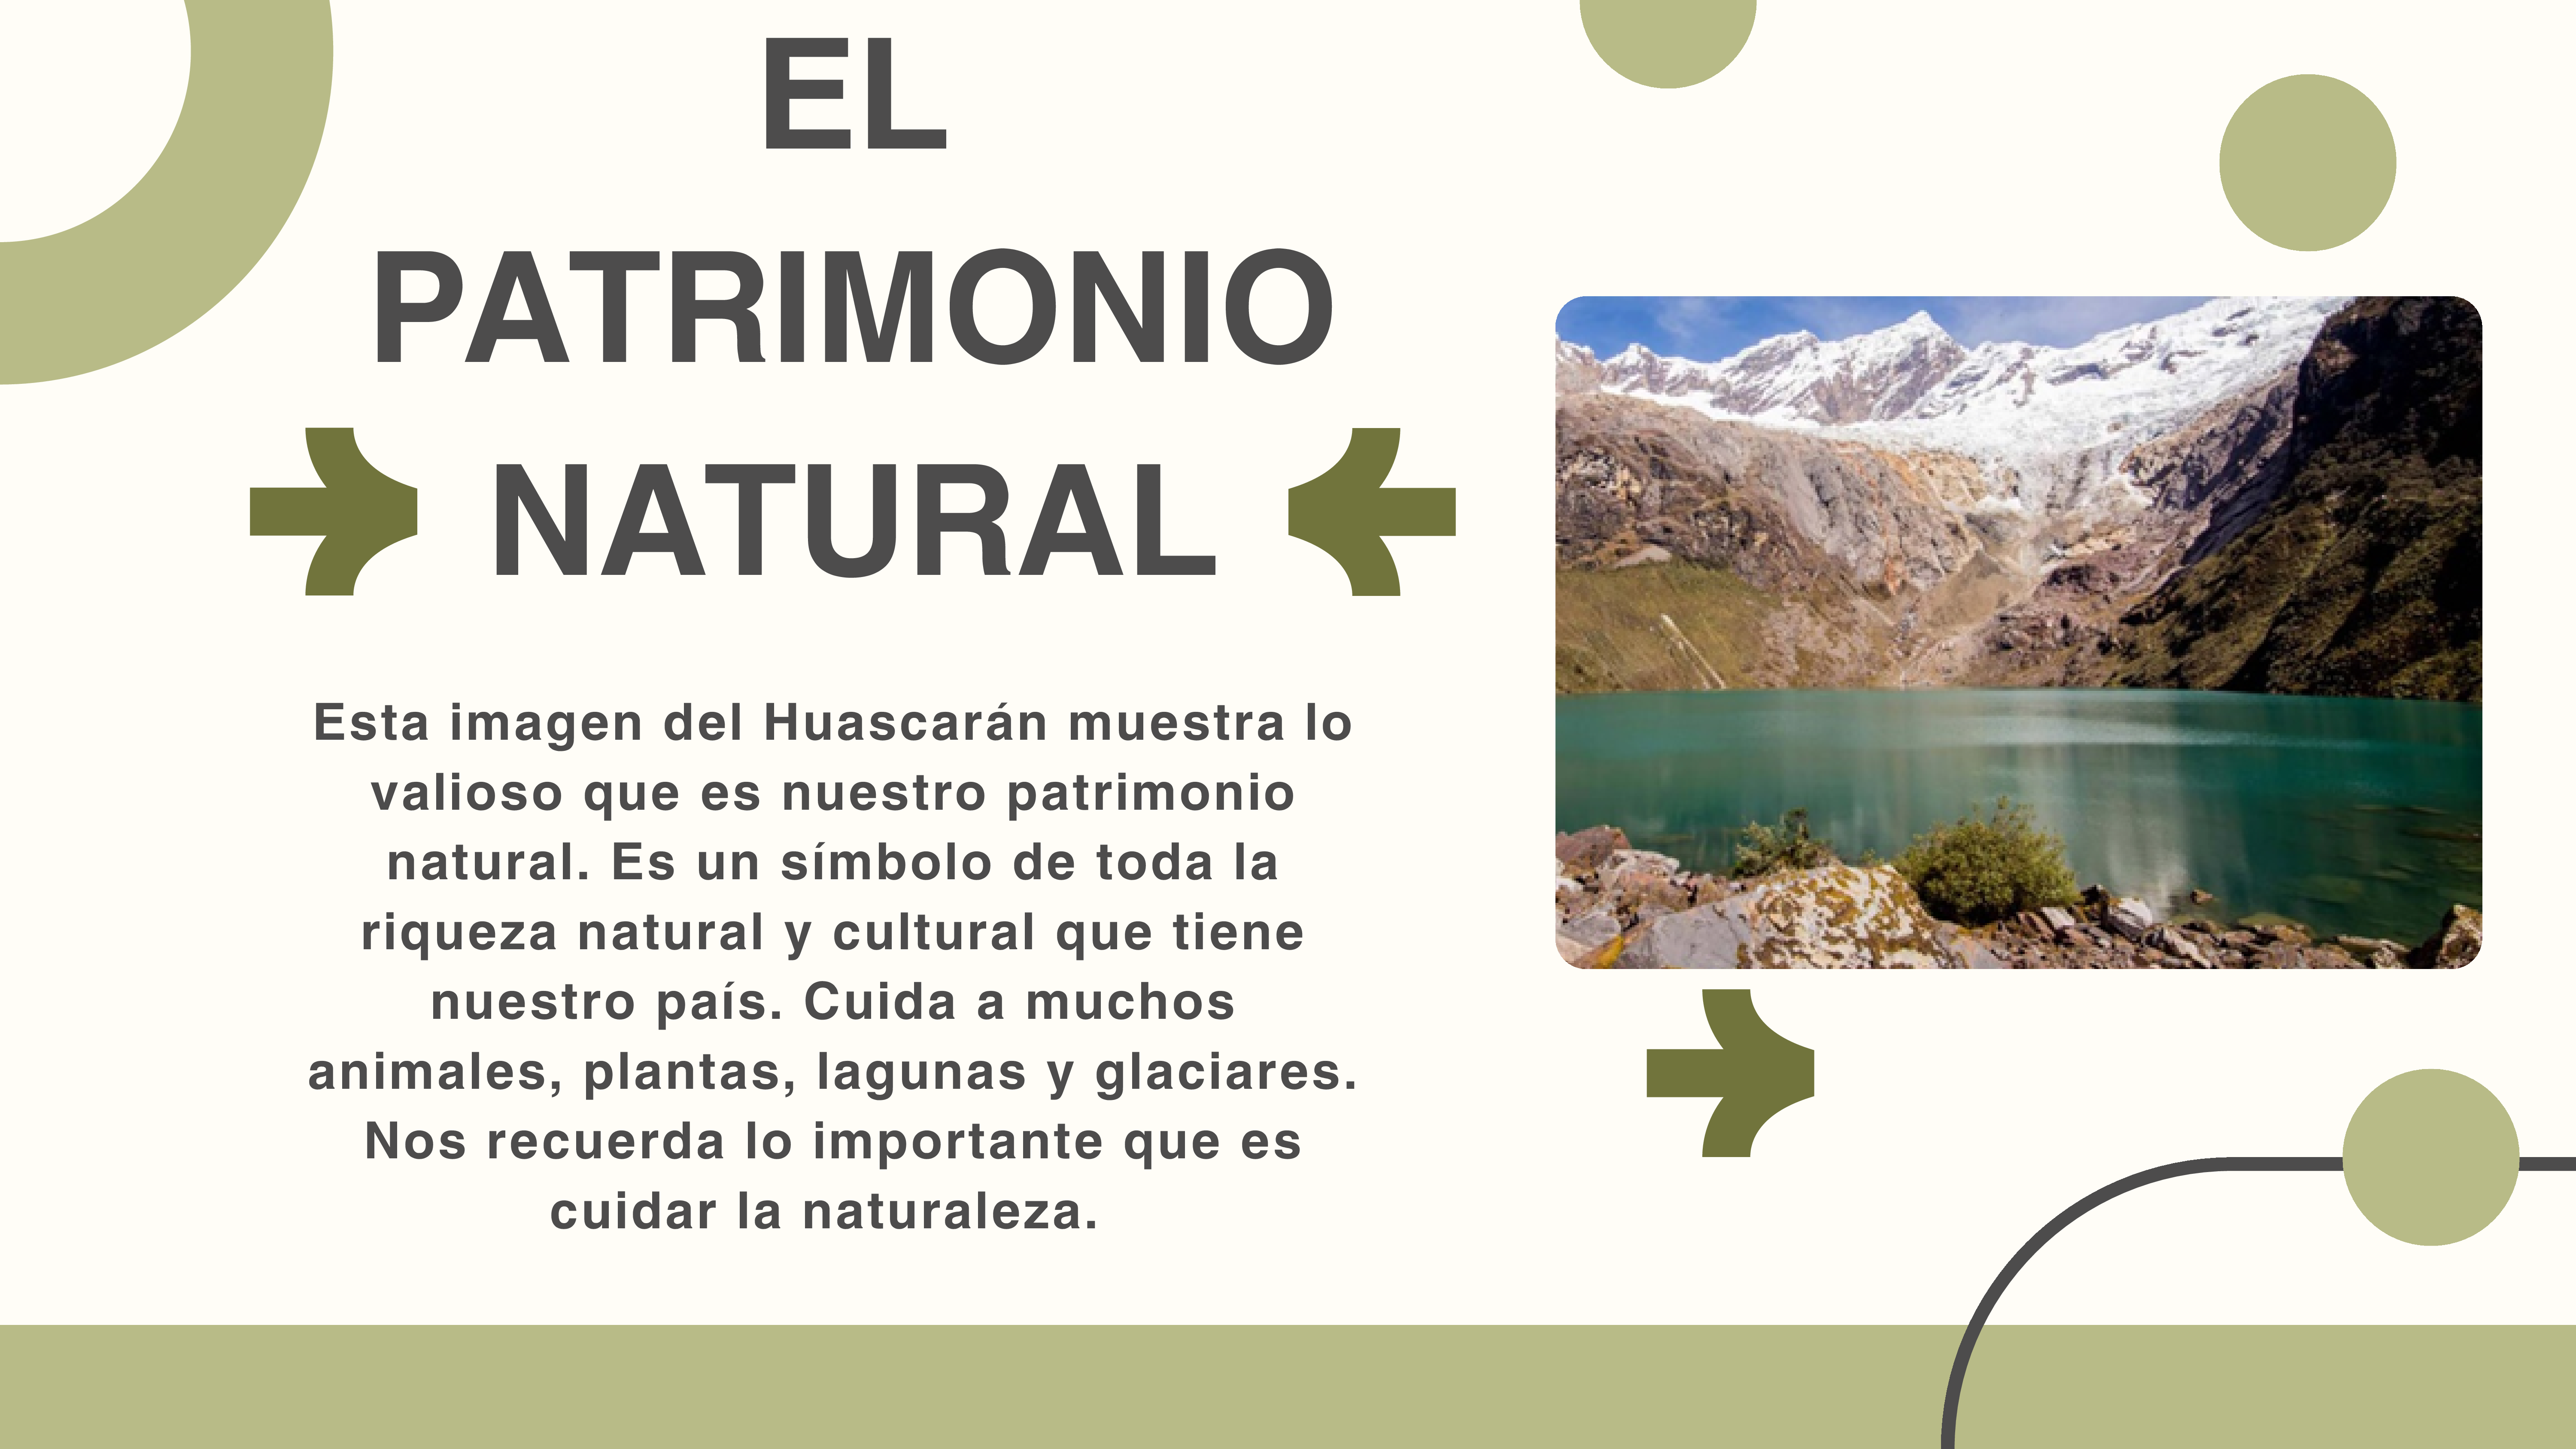 EL
PATRIMONIO
NATURAL
Esta imagen del Huascarán muestra lo
valioso que es nuestro patrimonio
natural. Es un símbolo de toda la
riqueza natural y cultural que tiene
nuestro país. Cuida a muchos
animales, plantas, lagunas y glaciares.
Nos recuerda lo importante que es
cuidar la naturaleza.